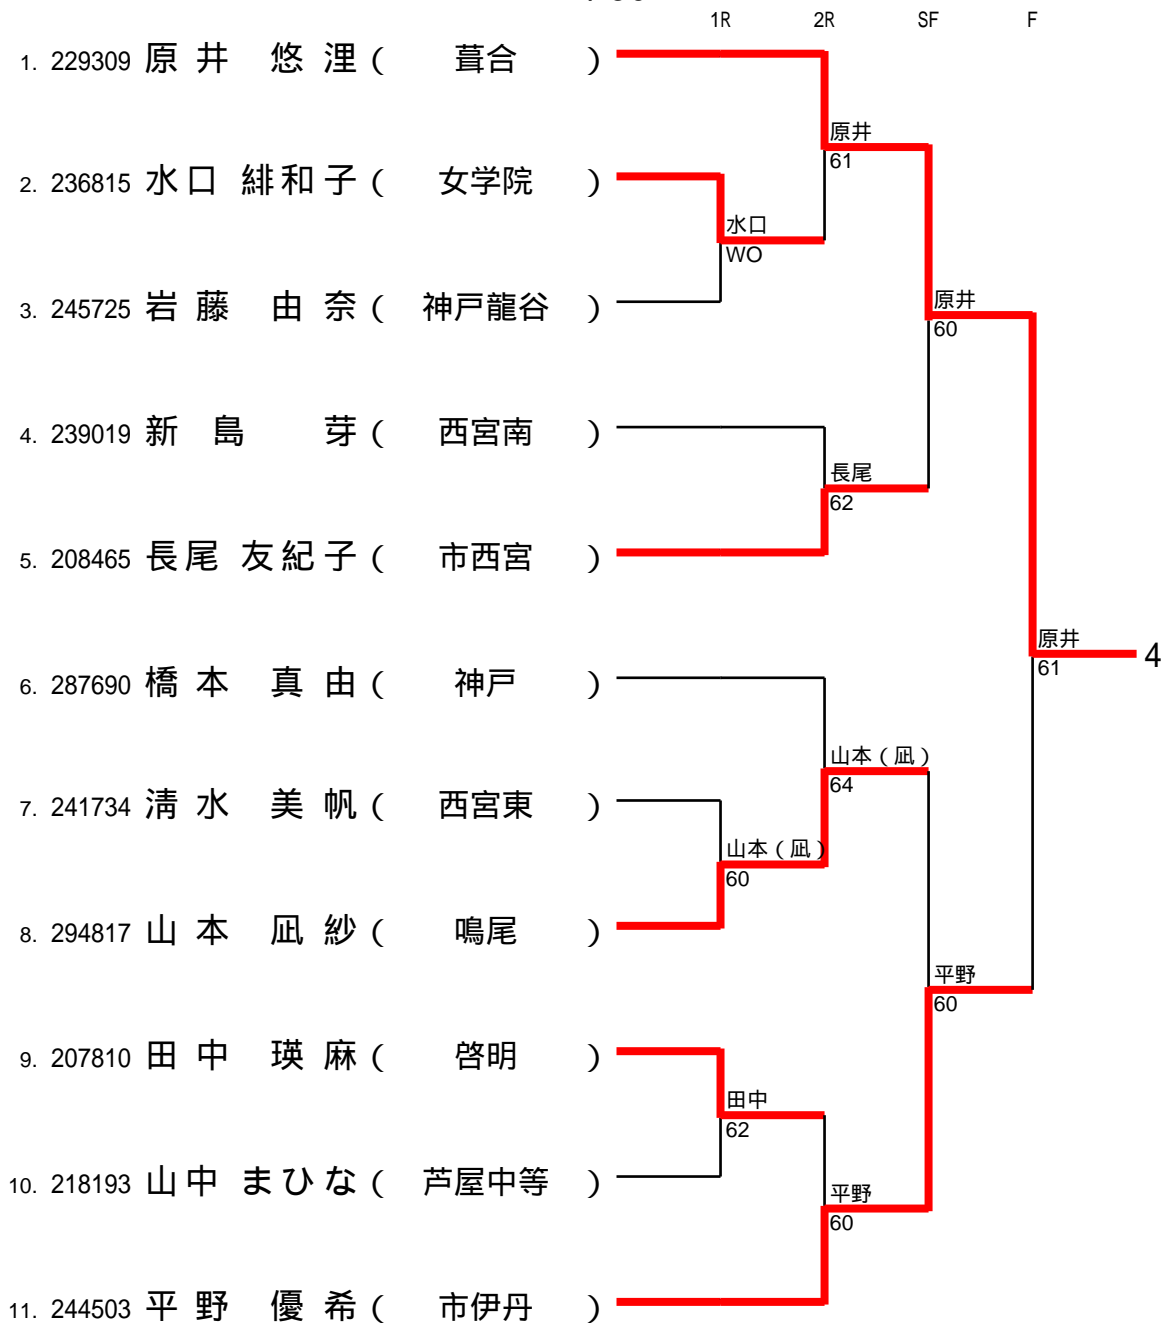 1R 2R SF F
1. 229309 原井 悠浬 ( 葺合 )
原井
61
2. 236815 水口 緋和子 ( 女学院 )
水口
WO
3. 245725 岩藤 由奈 ( 神戸龍谷 )
原井
60
4. 239019 新島 芽 ( 西宮南 )
長尾
62
5. 208465 長尾 友紀子 ( 市西宮 )
原井
61
4
6. 287690 橋本 真由 ( 神戸 )
山本(凪)
64
7. 241734 淸水 美帆 ( 西宮東 )
山本(凪)
60
8. 294817 山本 凪紗 ( 鳴尾 )
平野
60
9. 207810 田中 瑛麻 ( 啓明 )
田中
62
10. 218193 山中 まひな ( 芦屋中等 )
平野
60
11. 244503 平野 優希 ( 市伊丹 )